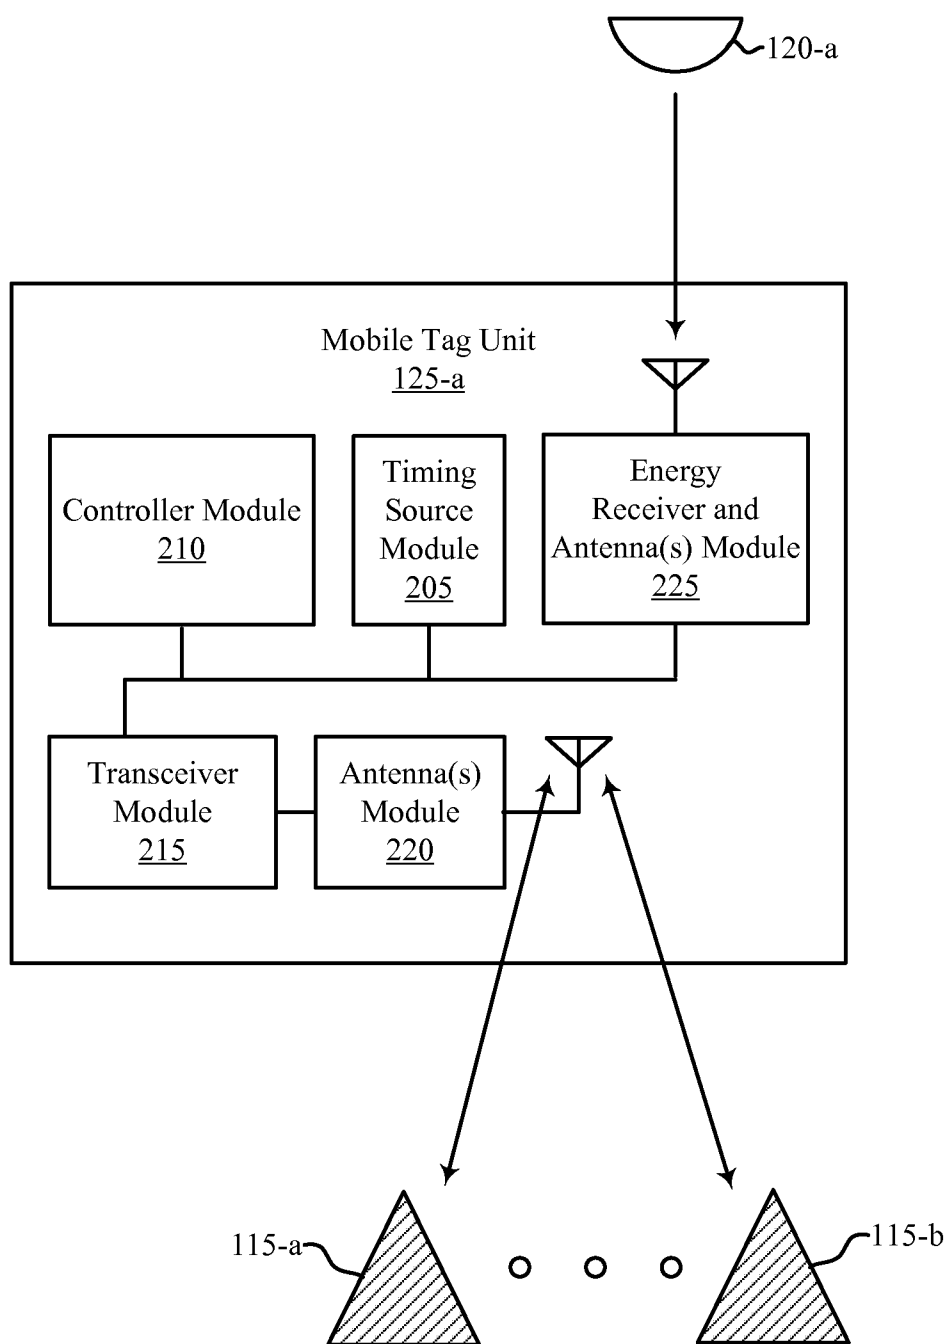 120-a
Mobile Tag Unit
125-a
Controller Module
210
Timing
Source
Module
205
Energy
Receiver and
Antenna(s) Module
225
Transceiver
Module
215
Antenna(s)
Module
220
115-a
115-b